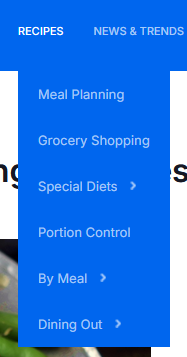 RECIPES NEWS & TRENDS
Meal Planning
Grocery Shopping
Special Diets
Portion Control
By Meal
Dining Out